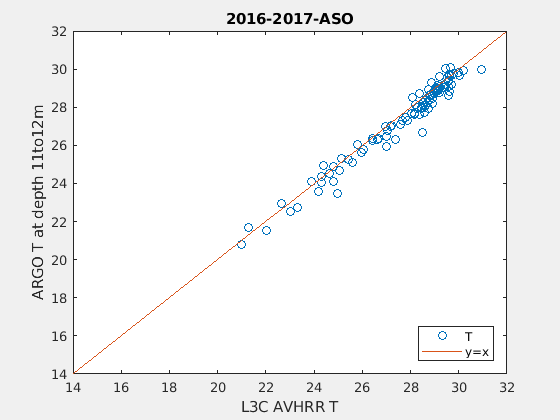 2016-2017-ASO
32
30
28
26
24
22
20
18
16
14
ARGO T at depth 11to12m
14 16 18 20 22 24 26 28 30 32
L3C AVHRR T
T
y=x